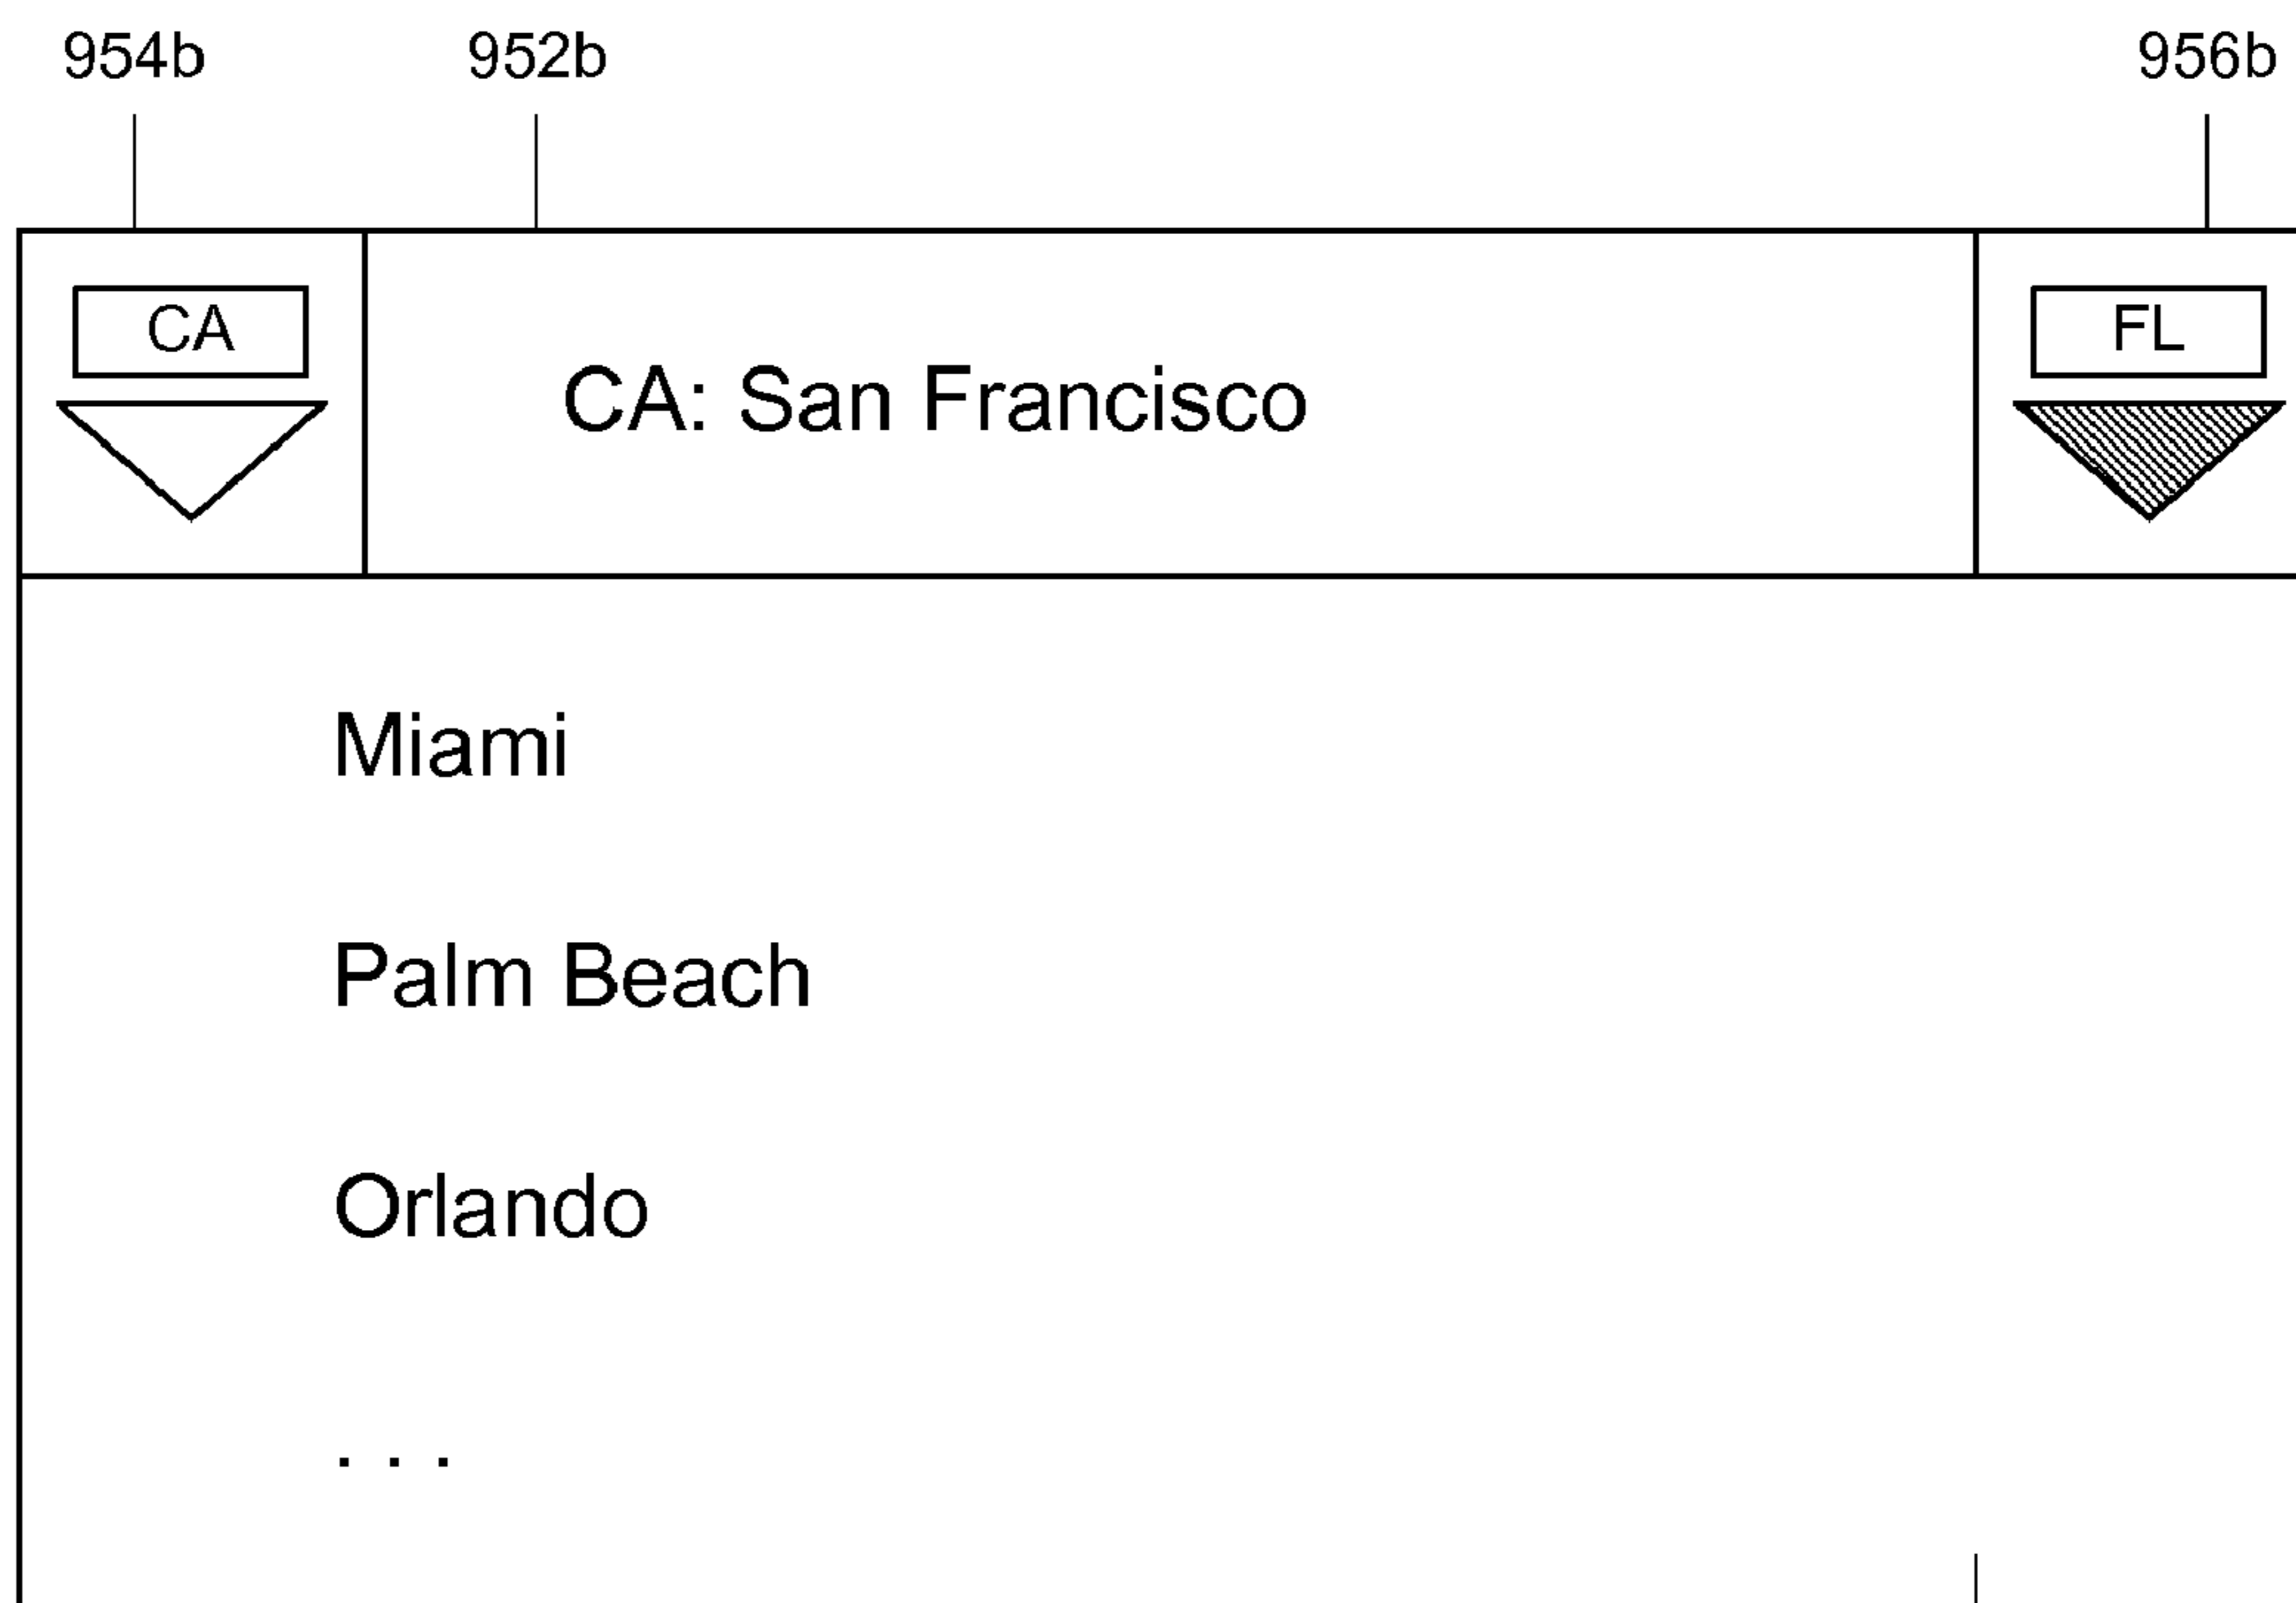 954b 952b 956b
CA
CA: San Francisco
FL
Miami
Palm Beach
Orlando
. . .